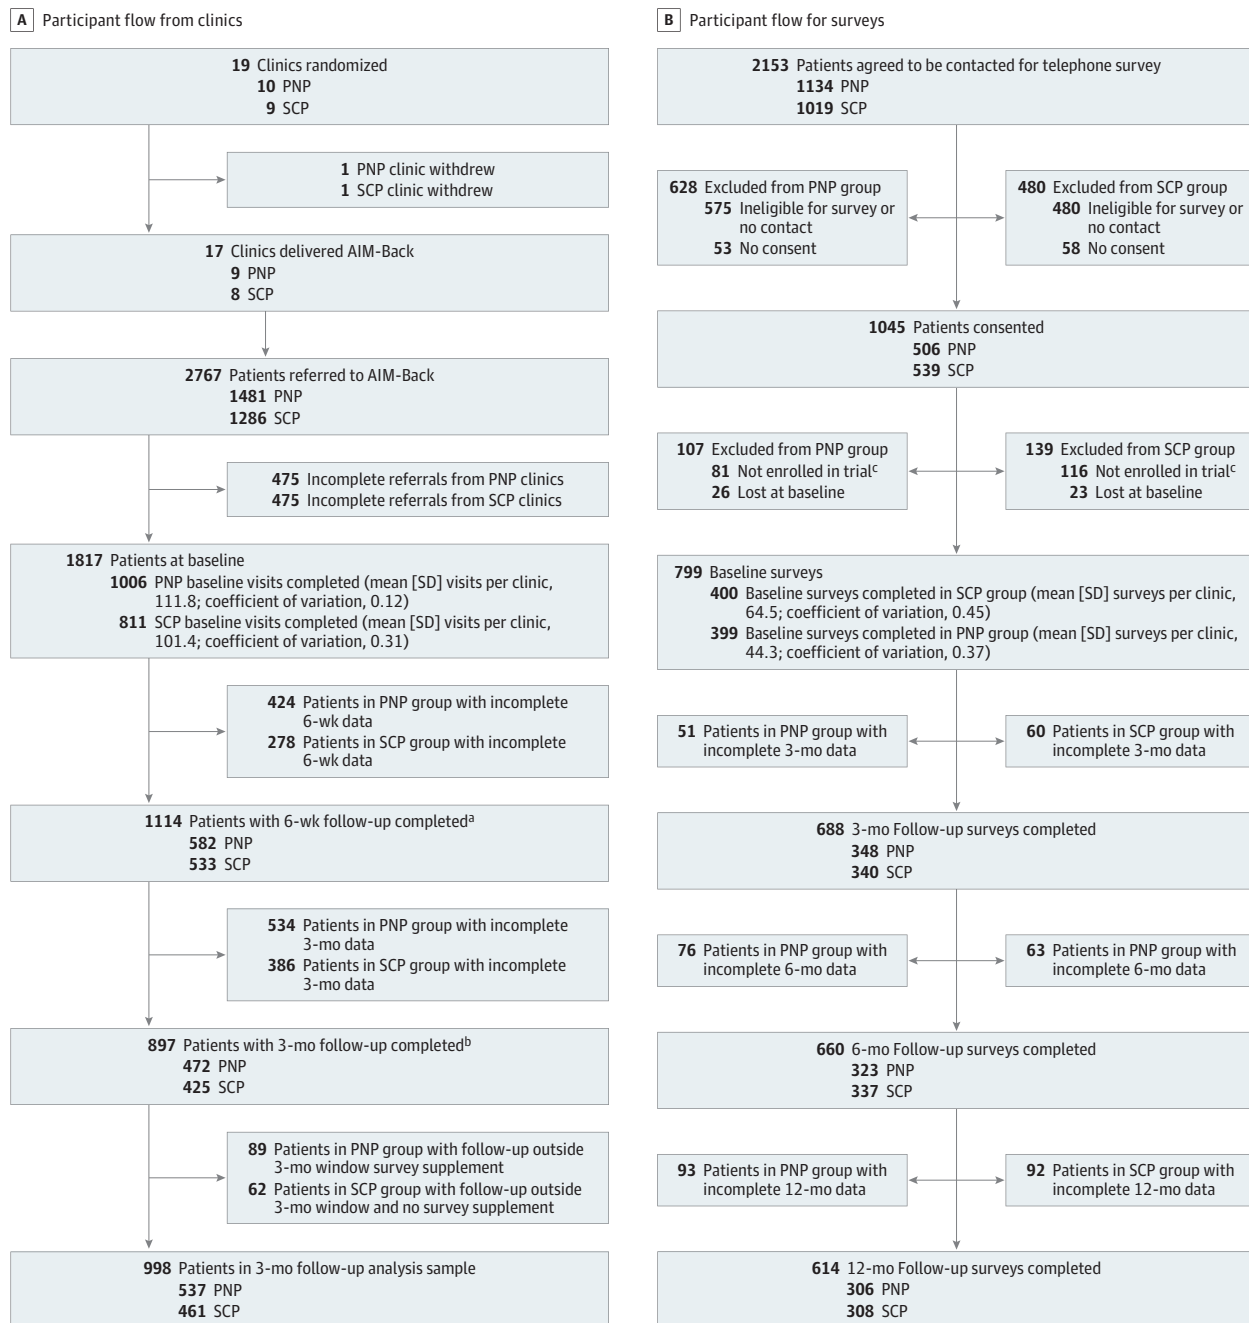 A Participant flow from clinics
19 Clinics randomized
10 PNP
9 SCP
1 PNP clinic withdrew
1 SCP clinic withdrew
17 Clinics delivered AIM-Back
9 PNP
8 SCP
2767 Patients referred to AIM-Back
1481 PNP
1286 SCP
475 Incomplete referrals from PNP clinics
475 Incomplete referrals from SCP clinics
1817 Patients at baseline
1006 PNP baseline visits completed (mean [SD] visits per clinic,
111.8; coefficient of variation, 0.12)
811 SCP baseline visits completed (mean [SD] visits per clinic,
101.4; coefficient of variation, 0.31)
424 Patients in PNP group with incomplete
6-wk data
278 Patients in SCP group with incomplete
6-wk data
1114 Patients with 6-wk follow-up completedᵃ
582 PNP
533 SCP
534 Patients in PNP group with incomplete
3-mo data
386 Patients in SCP group with incomplete
3-mo data
897 Patients with 3-mo follow-up completedᵇ
472 PNP
425 SCP
89 Patients in PNP group with follow-up outside
3-mo window survey supplement
62 Patients in SCP group with follow-up outside
3-mo window and no survey supplement
998 Patients in 3-mo follow-up analysis sample
537 PNP
461 SCP
B Participant flow for surveys
2153 Patients agreed to be contacted for telephone survey
1134 PNP
1019 SCP
628 Excluded from PNP group
575 Ineligible for survey or
no contact
53 No consent
480 Excluded from SCP group
480 Ineligible for survey or
no contact
58 No consent
1045 Patients consented
506 PNP
539 SCP
107 Excluded from PNP group
81 Not enrolled in trialᶜ
26 Lost at baseline
139 Excluded from SCP group
116 Not enrolled in trialᶜ
23 Lost at baseline
799 Baseline surveys
400 Baseline surveys completed in SCP group (mean [SD] surveys per clinic,
64.5; coefficient of variation, 0.45)
399 Baseline surveys completed in PNP group (mean [SD] surveys per clinic,
44.3; coefficient of variation, 0.37)
51 Patients in PNP group with
incomplete 3-mo data
60 Patients in SCP group with
incomplete 3-mo data
688 3-mo Follow-up surveys completed
348 PNP
340 SCP
76 Patients in PNP group with
incomplete 6-mo data
63 Patients in PNP group with
incomplete 6-mo data
660 6-mo Follow-up surveys completed
323 PNP
337 SCP
93 Patients in PNP group with
incomplete 12-mo data
92 Patients in SCP group with
incomplete 12-mo data
614 12-mo Follow-up surveys completed
306 PNP
308 SCP